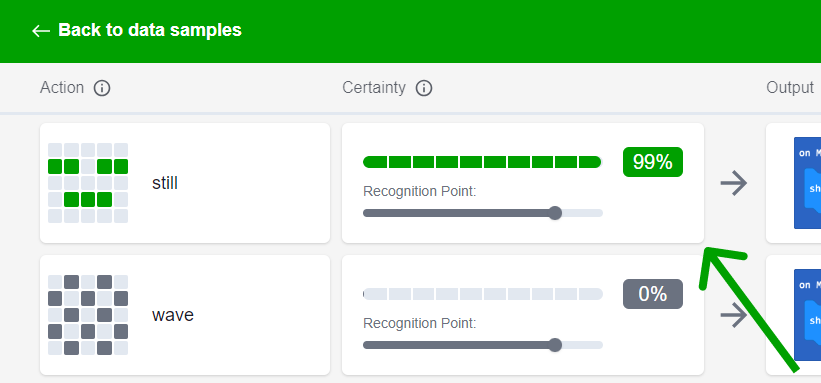 Back to data samples
Action
Certainty
Output
still
99%
Recognition Point:
on M
sh
wave
0%
Recognition Point:
on M
sh